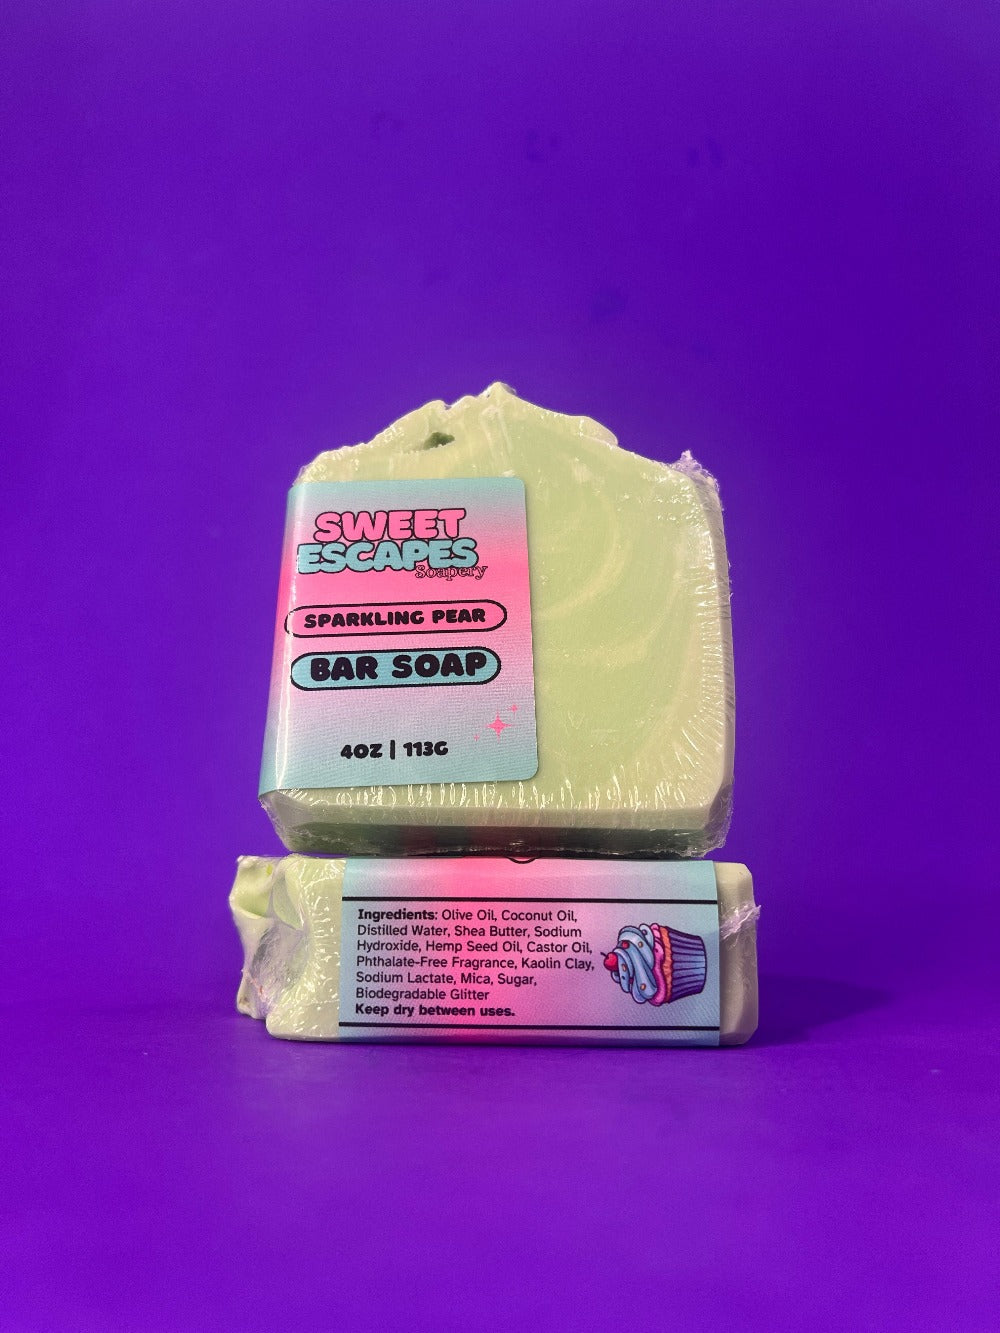 SWEET
ESCAPES
Soapery
SPARKLING PEAR
BAR SOAP
4OZ | 113G
Ingredients: Olive Oil, Coconut Oil,
Distilled Water, Shea Butter, Sodium
Hydroxide, Hemp Seed Oil, Castor Oil,
Phthalate-Free Fragrance, Kaolin Clay,
Sodium Lactate, Mica, Sugar,
Biodegradable Glitter
Keep dry between uses.